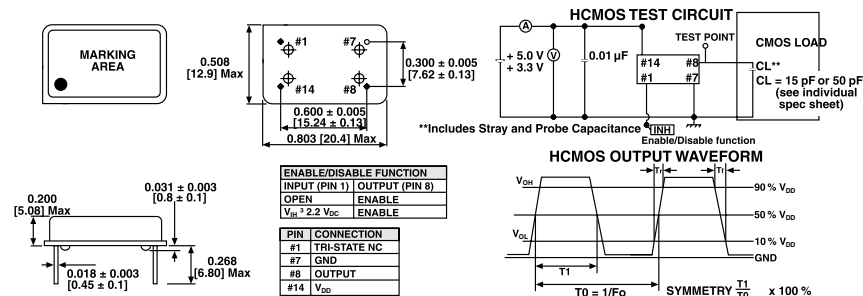 MARKING
AREA
0.508
[12.9] Max
#1
#7
#14
#8
0.300 ± 0.005
[7.62 ± 0.13]
0.600 ± 0.005
[15.24 ± 0.13]
0.803 [20.4] Max
HCMOS TEST CIRCUIT
TEST POINT
A
V
+ 5.0 V
+ 3.3 V
0.01 µF
#14 #8
#1 #7
CMOS LOAD
CL**
CL = 15 pF or 50 pF
(see individual
spec sheet)
**Includes Stray and Probe Capacitance
INH
Enable/Disable function
0.200
[5.08] Max
0.031 ± 0.003
[0.8 ± 0.1]
0.018 ± 0.003
[0.45 ± 0.1]
0.268
[6.80] Max
ENABLE/DISABLE FUNCTION
INPUT (PIN 1) OUTPUT (PIN 8)
OPEN ENABLE
VIH ³ 2.2 VDC ENABLE
PIN CONNECTION
#1 TRI-STATE NC
#7 GND
#8 OUTPUT
#14 VDD
HCMOS OUTPUT WAVEFORM
Tr Tf
VOH
VOL
90 % VDD
50 % VDD
10 % VDD
GND
T1
T0 = 1/Fo
SYMMETRY T1
T0 x 100 %